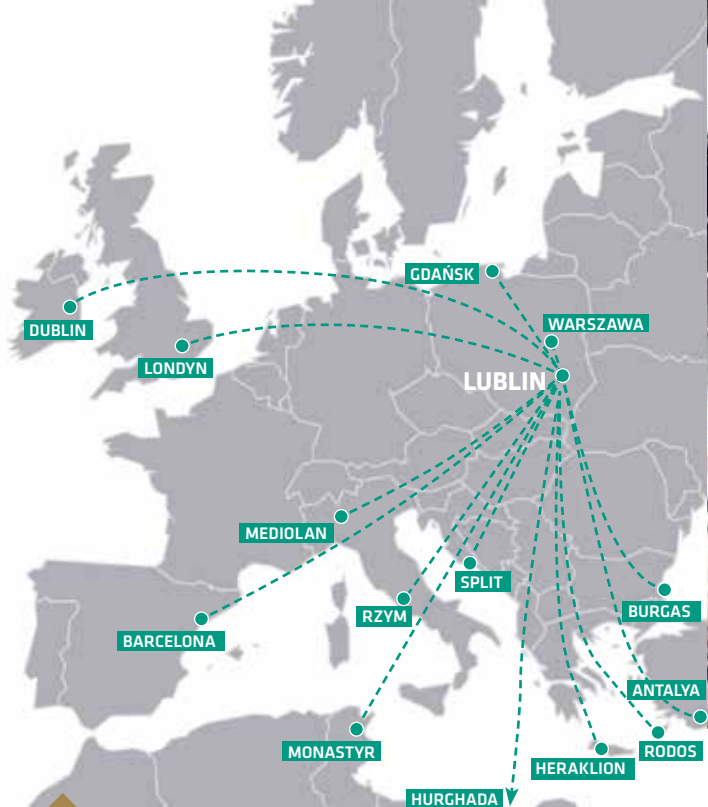 GDAŃSK
WARSZAWA
DUBLIN
LONDYN
LUBLIN
MEDIOLAN
SPLIT
RZYM
BURGAS
BARCELONA
ANTALYA
MONASTYR
RODOS
HERAKLION
HURGHADA